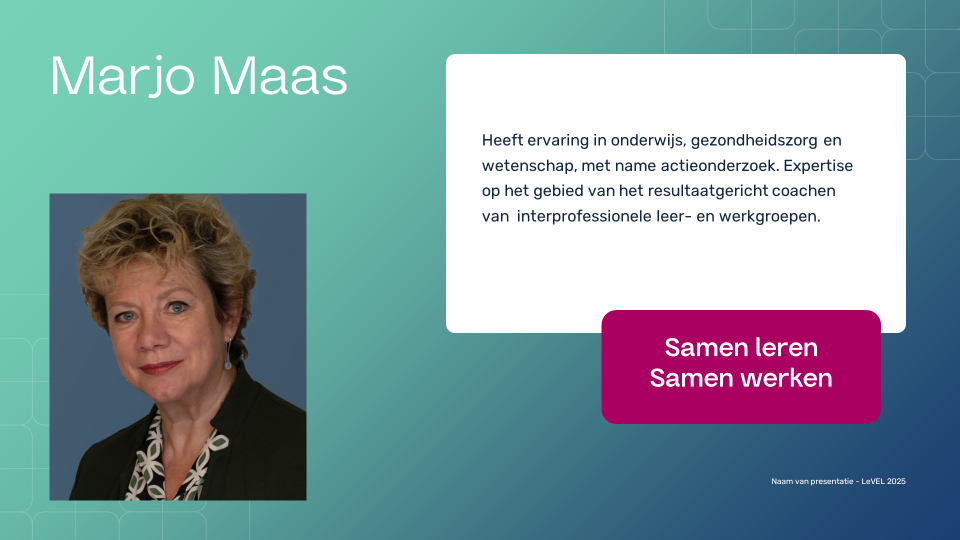 Marjo Maas
Heeft ervaring in onderwijs, gezondheidszorg en
wetenschap, met name actieonderzoek. Expertise
op het gebied van het resultaatgericht coachen
van interprofessionele leer- en werkgroepen.
Samen leren
Samen werken
Naam van presentatie - LeVEL 2025